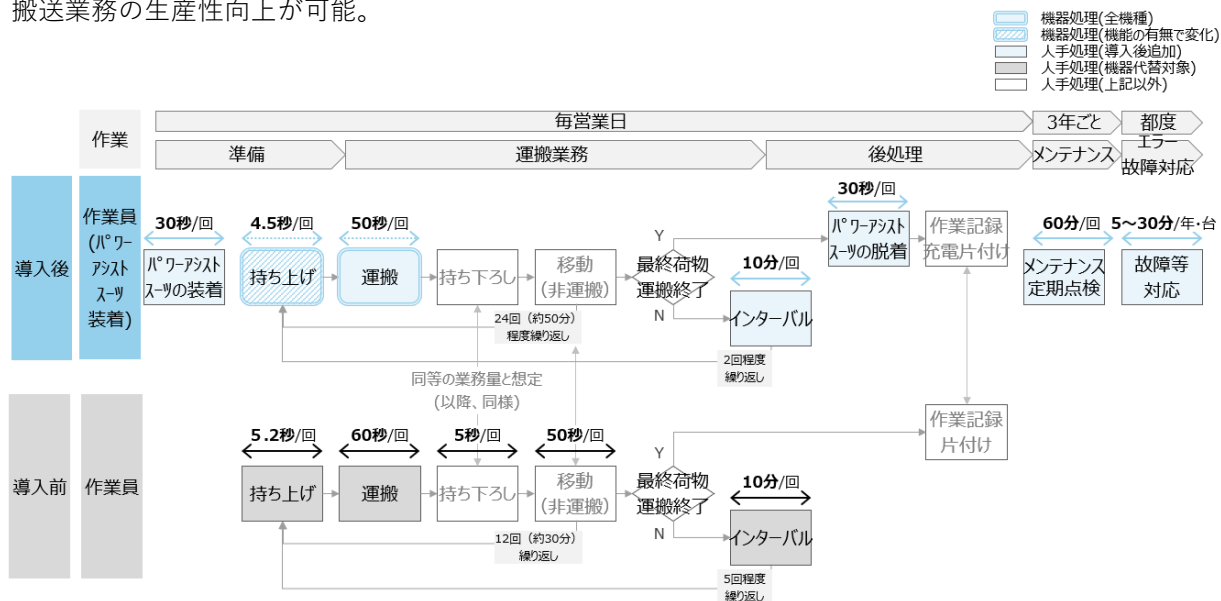 搬送業務の生産性向上が可能。
機器処理(全機種)
機器処理(機能の有無で変化)
人手処理(導入後追加)
人手処理(機器代替対象)
人手処理(上記以外)
作業
毎営業日
3年ごと
都度
準備
運搬業務
後処理
メンテナンス
エラー
故障対応
導入後
作業員
(パワー
アシスト
スーツ
装着)
30秒/回
パワーアシスト
スーツの装着
4.5秒/回
持ち上げ
50秒/回
運搬
持ち下ろし
移動
(非運搬)
24回（約50分）
程度繰り返し
最終荷物
運搬終了
Y
N
10分/回
インターバル
2回程度
繰り返し
30秒/回
パワーアシスト
スーツの脱着
作業記録
充電片付け
60分/回
メンテナンス
定期点検
5～30分/年・台
故障等
対応
同等の業務量と想定
(以降、同様)
導入前
作業員
5.2秒/回
持ち上げ
60秒/回
運搬
5秒/回
持ち下ろし
50秒/回
移動
(非運搬)
12回（約30分）
繰り返し
最終荷物
運搬終了
Y
N
10分/回
インターバル
5回程度
繰り返し
作業記録
片付け